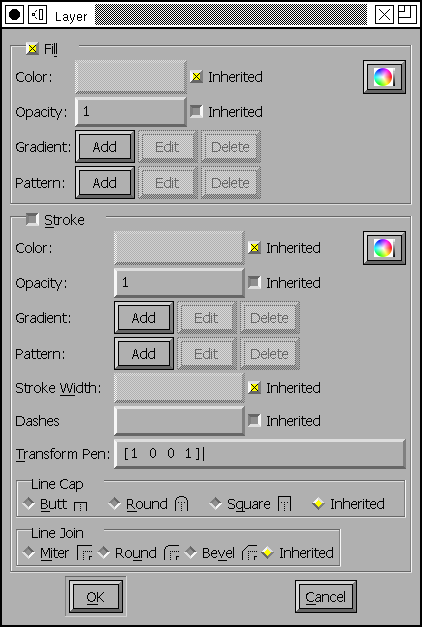 Layer
Fill
Color: Inherited
Opacity: 1 Inherited
Gradient: Add Edit Delete
Pattern: Add Edit Delete
Stroke
Color: Inherited
Opacity: 1 Inherited
Gradient: Add Edit Delete
Pattern: Add Edit Delete
Stroke Width: Inherited
Dashes Inherited
Transform Pen: [1 0 0 1]
Line Cap
Butt Round Square Inherited
Line Join
Miter Round Bevel Inherited
OK Cancel